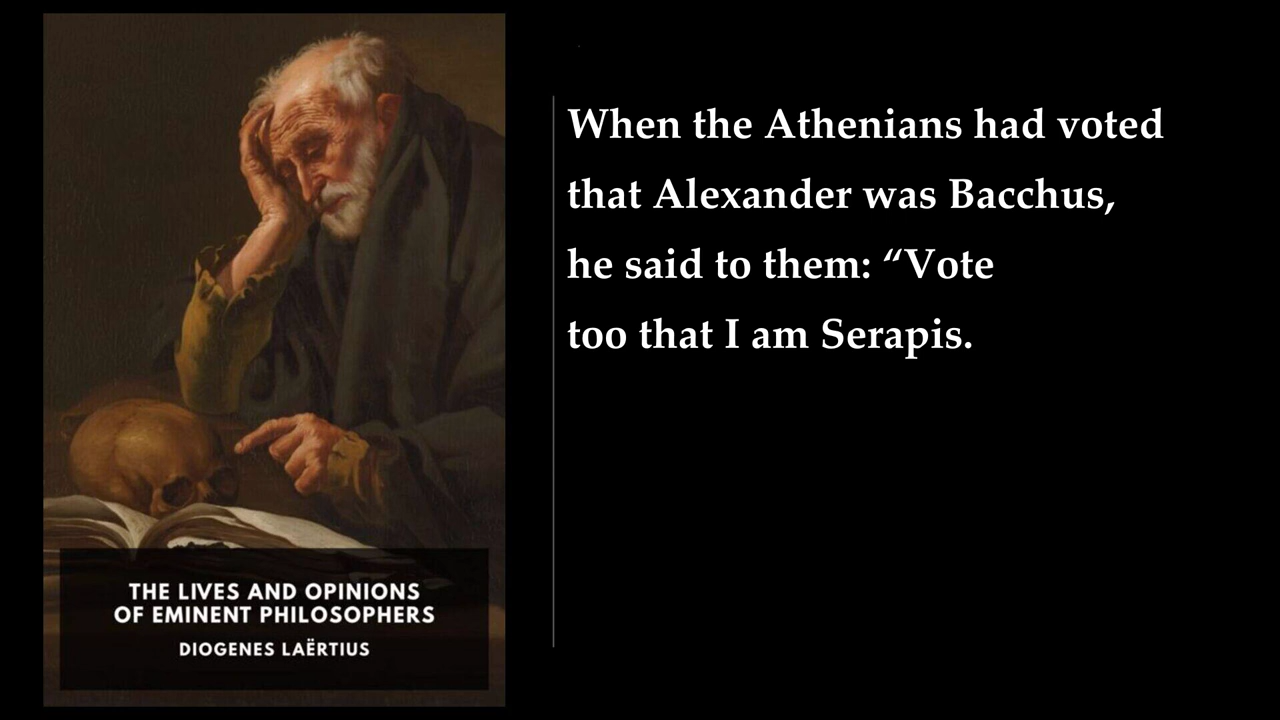 THE LIVES AND OPINIONS
OF EMINENT PHILOSOPHERS
DIOGENES LAËRTIUS
When the Athenians had voted
that Alexander was Bacchus,
he said to them: “Vote
too that I am Serapis.